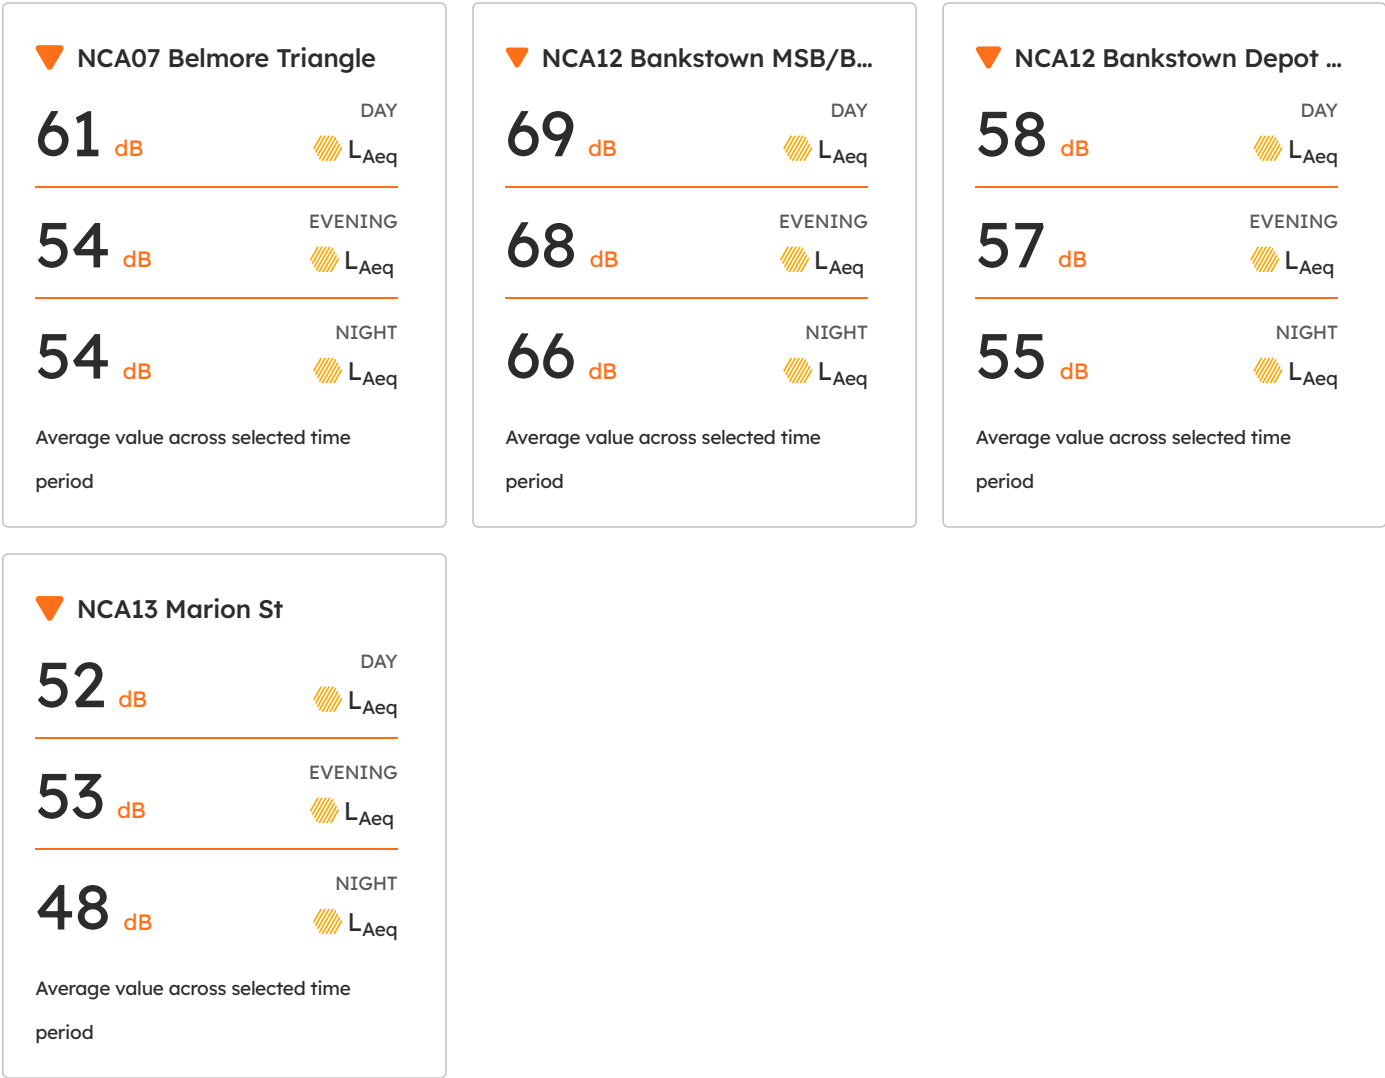 NCA07 Belmore Triangle
61 dB
DAY
LAeq
54 dB
EVENING
LAeq
54 dB
NIGHT
LAeq
Average value across selected time
period
NCA12 Bankstown MSB/B...
69 dB
DAY
LAeq
68 dB
EVENING
LAeq
66 dB
NIGHT
LAeq
Average value across selected time
period
NCA12 Bankstown Depot ...
58 dB
DAY
LAeq
57 dB
EVENING
LAeq
55 dB
NIGHT
LAeq
Average value across selected time
period
NCA13 Marion St
52 dB
DAY
LAeq
53 dB
EVENING
LAeq
48 dB
NIGHT
LAeq
Average value across selected time
period